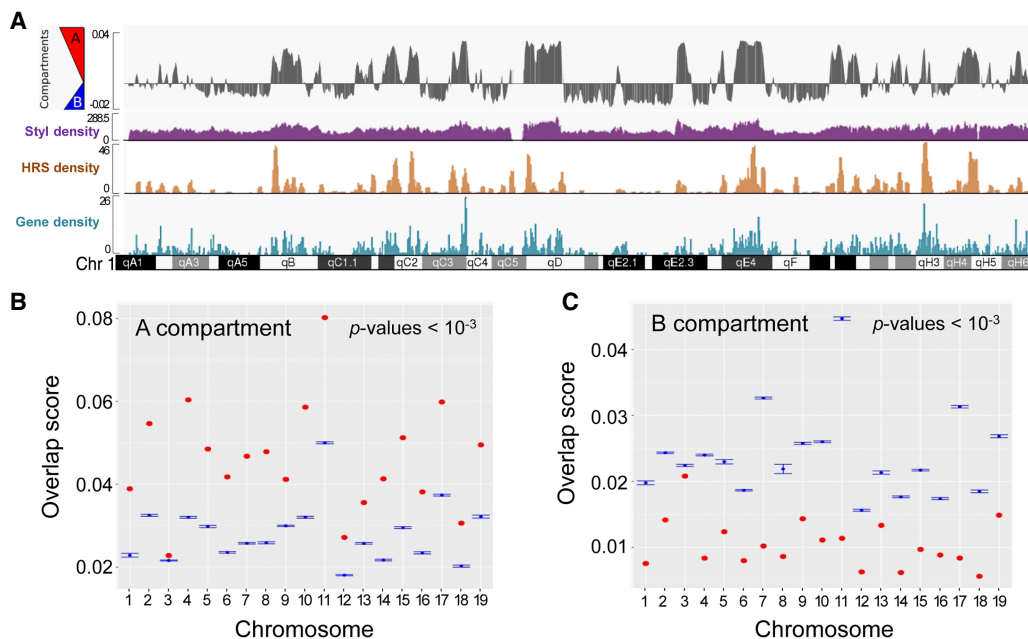 A
Compartments
A
B
0.04
-0.02
StyI density
2885
0
HRS density
46
0
Gene density
26
0
Chr 1
qA1 qA3 qA5 qB qC1.1 qC2 qC3 qC4 qC5 qD qE2.1 qE2.3 qE4 qF qH3 qH4 qH5 qH6
B
A compartment
p-values < 10-3
Overlap score
0.08
0.06
0.04
0.02
1 2 3 4 5 6 7 8 9 10 11 12 13 14 15 16 17 18 19
Chromosome
C
B compartment
p-values < 10-3
Overlap score
0.04
0.03
0.02
0.01
1 2 3 4 5 6 7 8 9 10 11 12 13 14 15 16 17 18 19
Chromosome